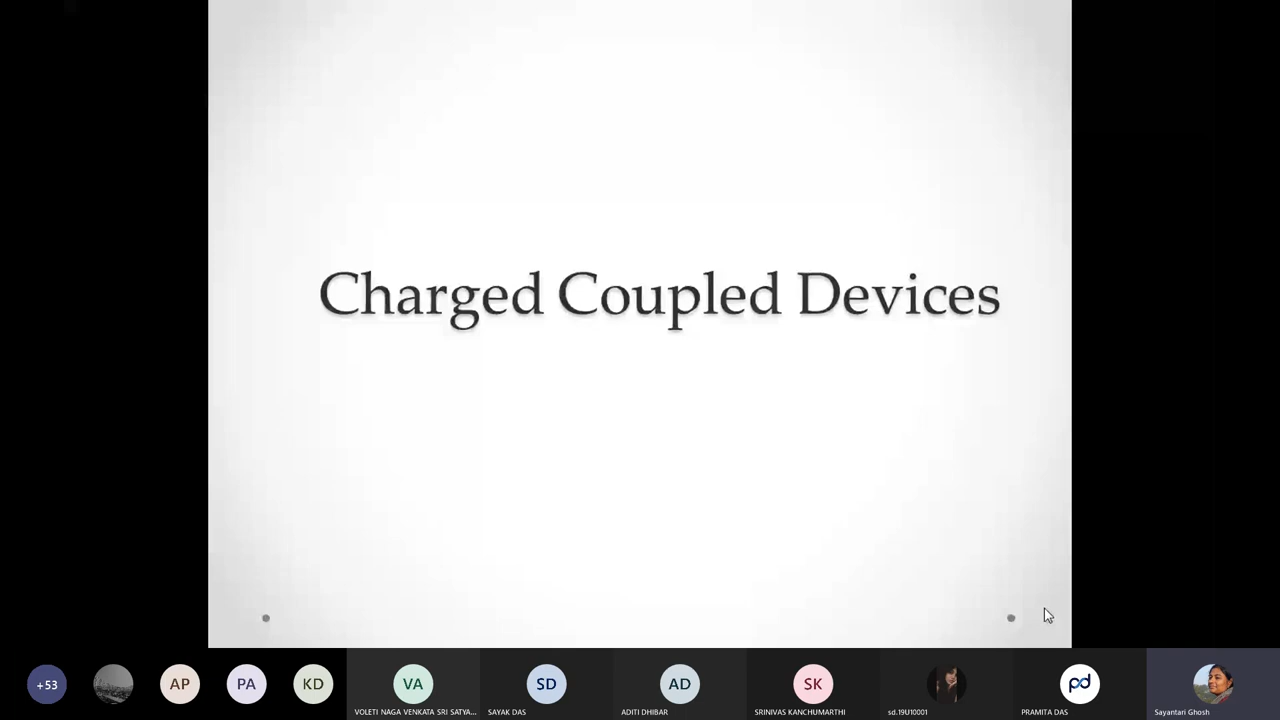 Charged Coupled Devices
+53
AP
PA
KD
VA
SD
AD
SK
pd
VOLETI NAGA VENKATA SRI SATYA...
SAYAK DAS
ADITI DHIBAR
SRINIVAS KANCHUMARTHI
sd.19U10001
PRAMITA DAS
Sayantari Ghosh